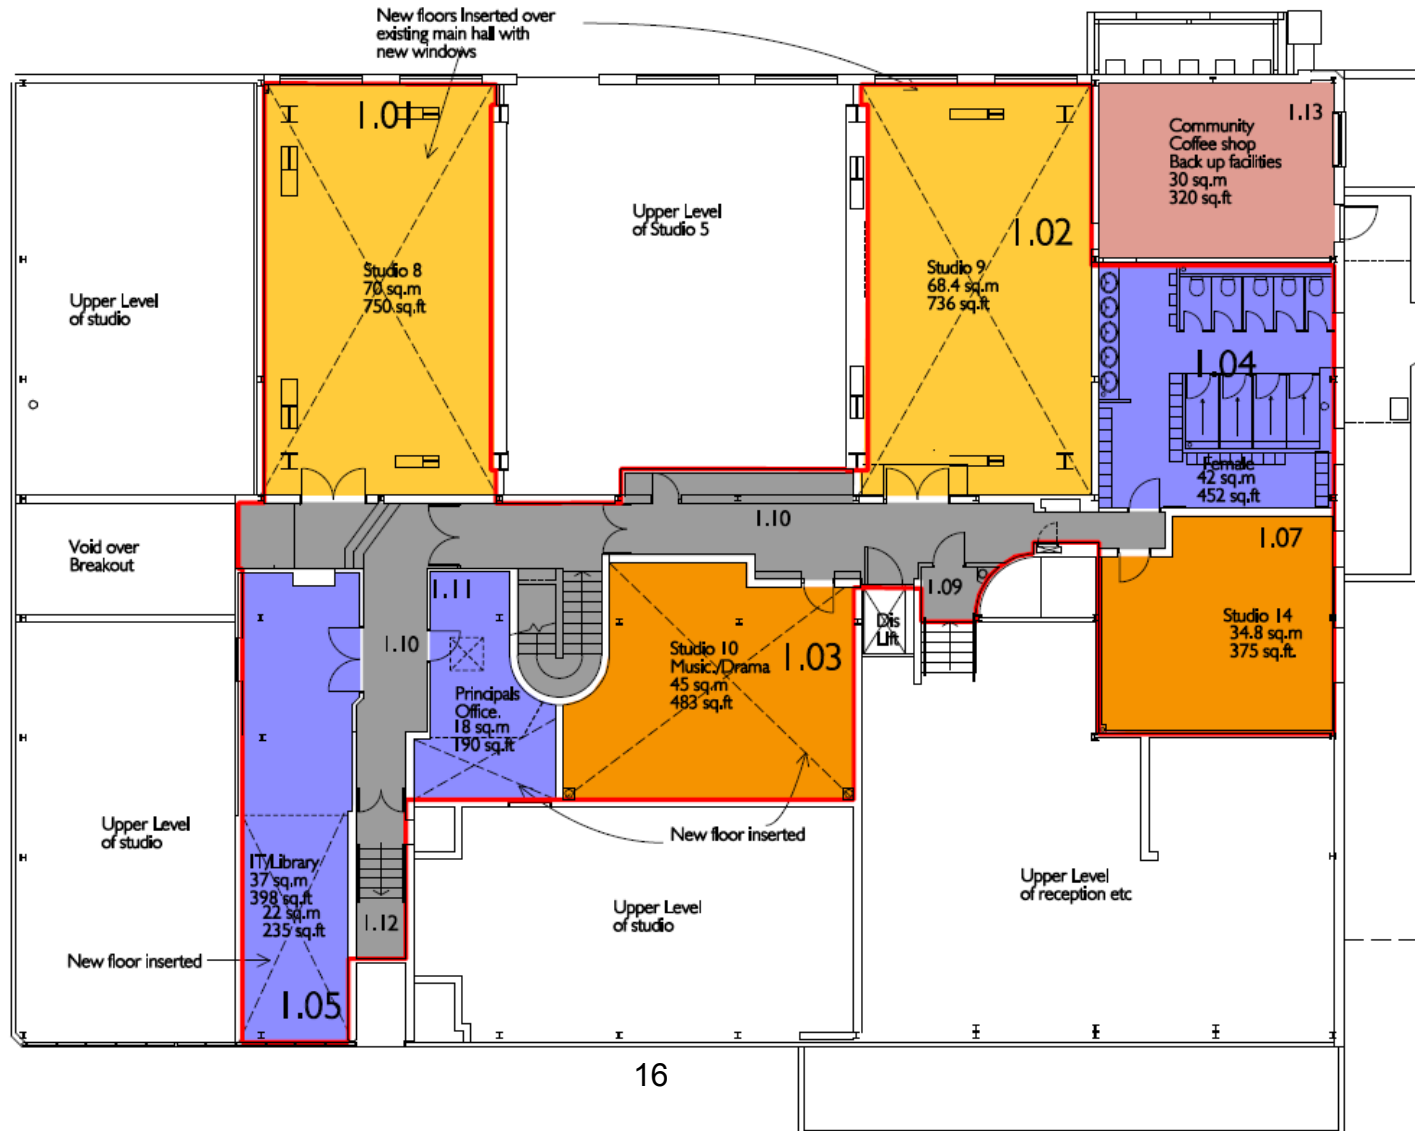 New floors Inserted over
existing main hall with
new windows
1.01
1.13
Community
Coffee shop
Back up facilities
30 sq.m
320 sq.ft
Upper Level
of Studio 5
1.02
Studio 8
70 sq.m
750 sq.ft
Studio 9
68.4 sq.m
736 sq.ft
Upper Level
of studio
1.04
Female
42 sq.m
452 sq.ft
1.10
Void over
Breakout
1.07
1.11
1.09
Studio 14
34.8 sq.m
375 sq.ft.
Dis
Lift
1.10
Studio 10
Music./Drama
45 sq.m
483 sq.ft
1.03
Principals
Office.
18 sq.m
190 sq.ft
Upper Level
of studio
New floor inserted
IT/Library
37 sq.m
398 sq.ft
22 sq.m
235 sq.ft
Upper Level
of reception etc
Upper Level
of studio
1.12
New floor inserted
1.05
16